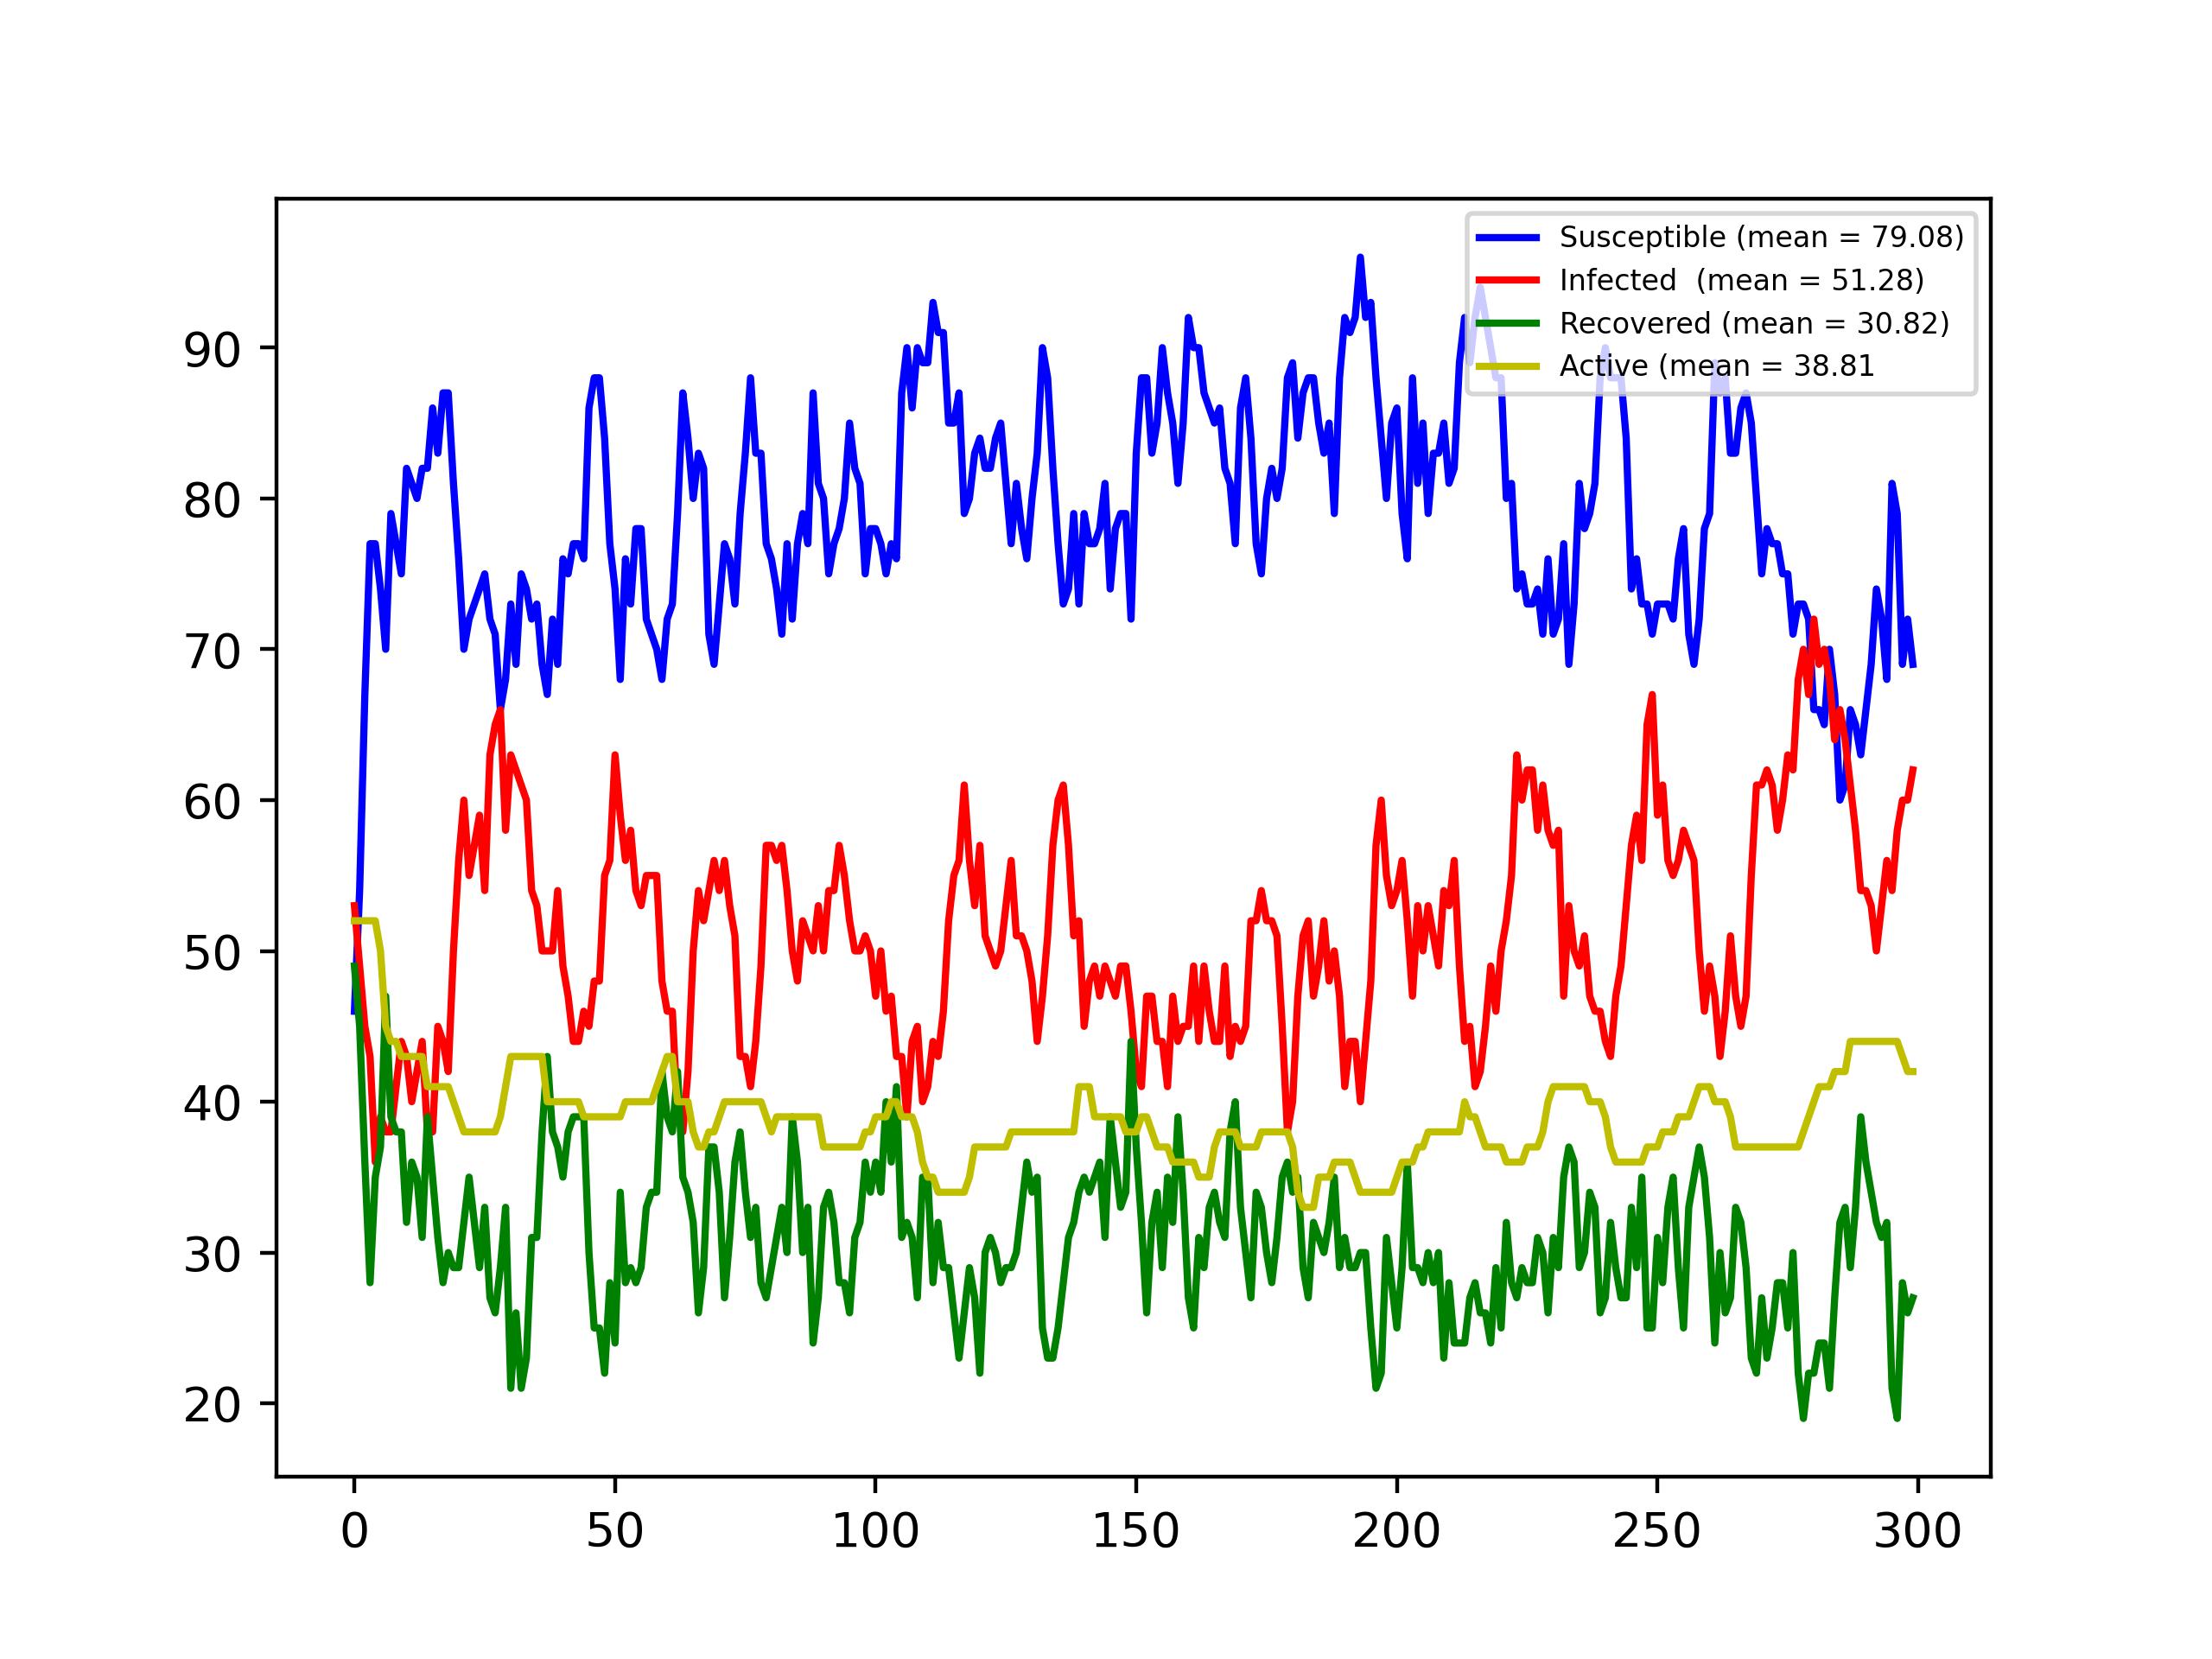 Susceptible (mean = 79.08)
Infected  (mean = 51.28)
Recovered (mean = 30.82)
Active (mean = 38.81
90
80
70
60
50
40
30
20
0 50 100 150 200 250 300